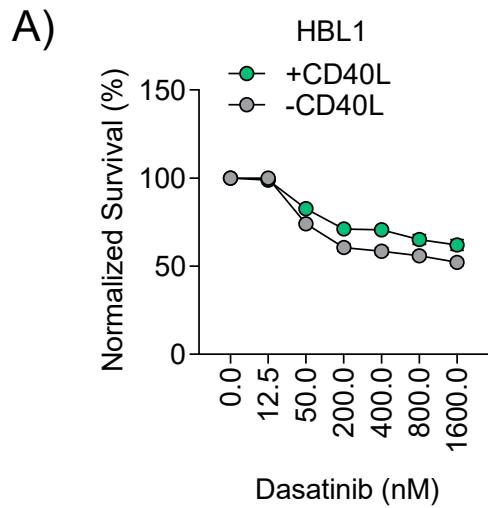 A)
HBL1
+CD40L
-CD40L
Normalized Survival (%)
150
100
50
0
0.0
12.5
50.0
200.0
400.0
800.0
1600.0
Dasatinib (nM)